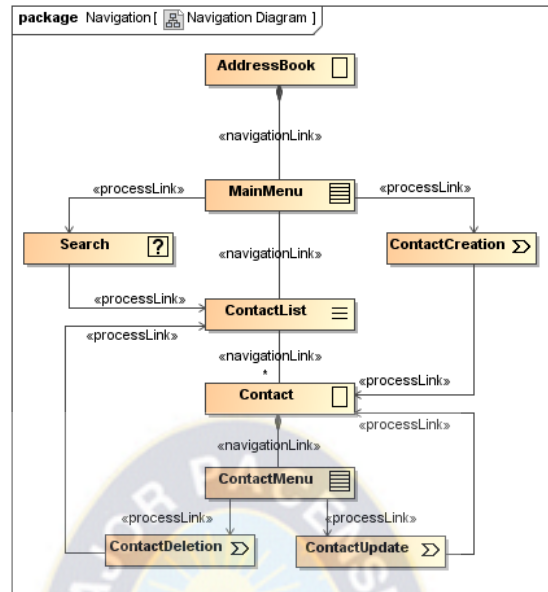 package Navigation [ Navigation Diagram ]
AddressBook
«navigationLink»
«processLink»
MainMenu
«processLink»
Search
?
«navigationLink»
ContactCreation
«processLink»
ContactList
«processLink»
«navigationLink»
*
«processLink»
Contact
«processLink»
«navigationLink»
ContactMenu
«processLink»
«processLink»
ContactDeletion
ContactUpdate